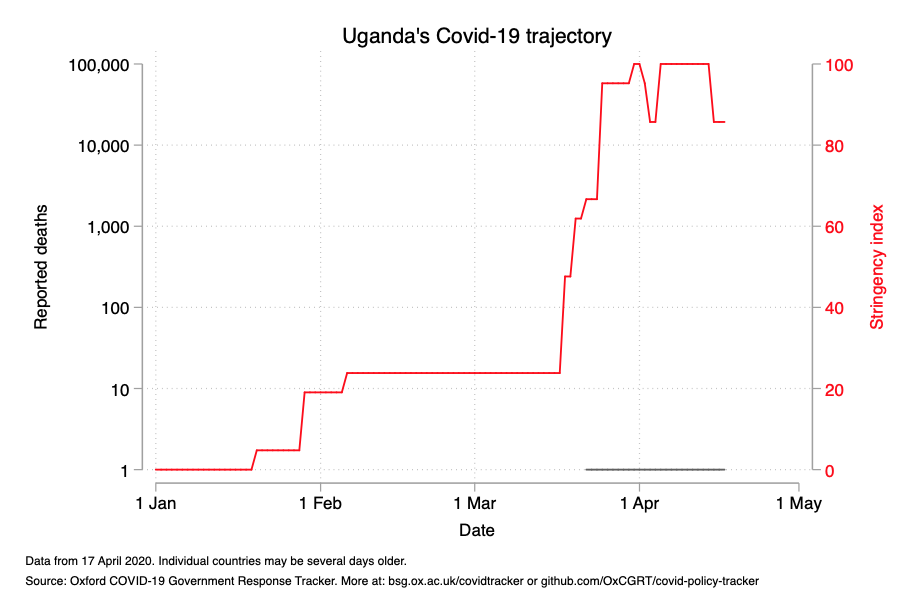 Uganda's Covid-19 trajectory
100,000
10,000
1,000
100
10
1
Reported deaths
100
80
60
40
20
0
Stringency index
1 Jan 1 Feb 1 Mar 1 Apr 1 May
Date
Data from 17 April 2020. Individual countries may be several days older.
Source: Oxford COVID-19 Government Response Tracker. More at: bsg.ox.ac.uk/covidtracker or github.com/OxCGRT/covid-policy-tracker